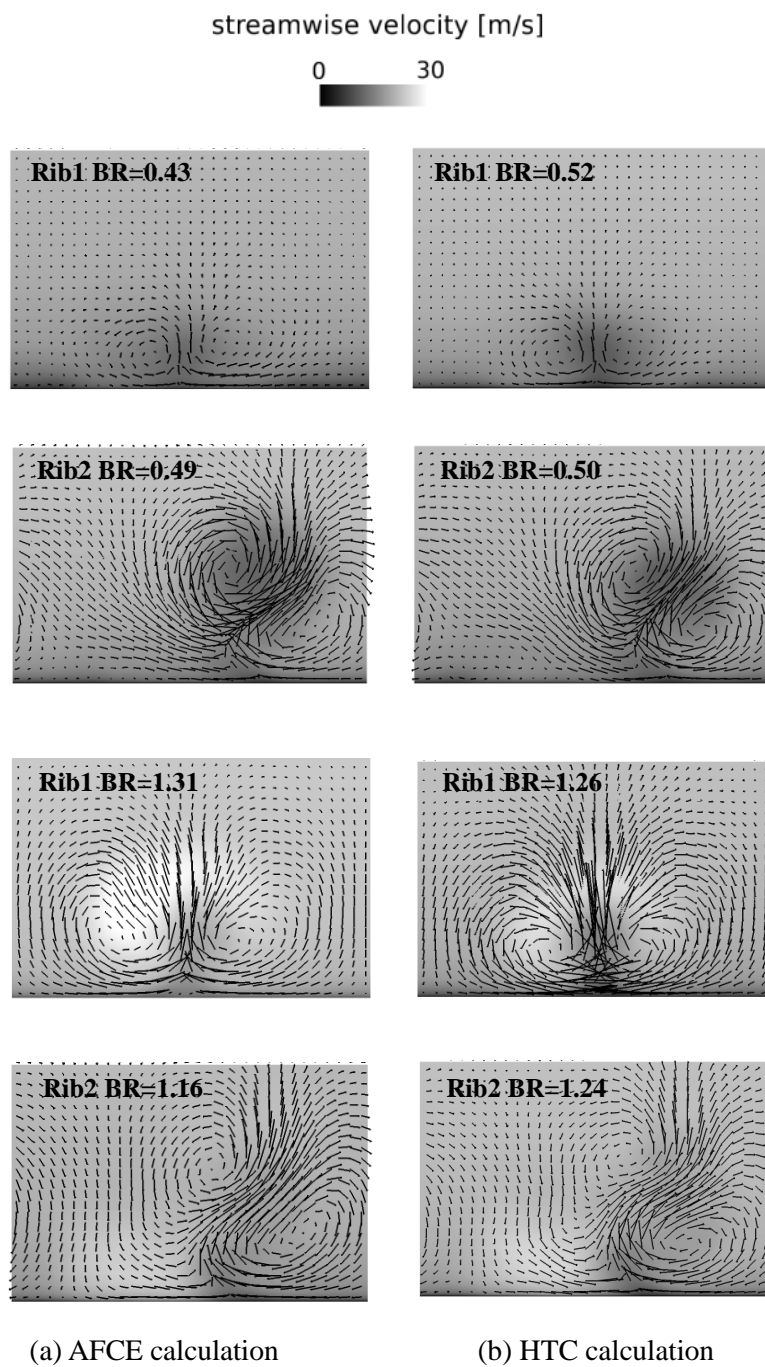 streamwise velocity [m/s]
0 30
Rib1 BR=0.43 Rib1 BR=0.52
Rib2 BR=0.49 Rib2 BR=0.50
Rib1 BR=1.31 Rib1 BR=1.26
Rib2 BR=1.16 Rib2 BR=1.24
(a) AFCE calculation (b) HTC calculation